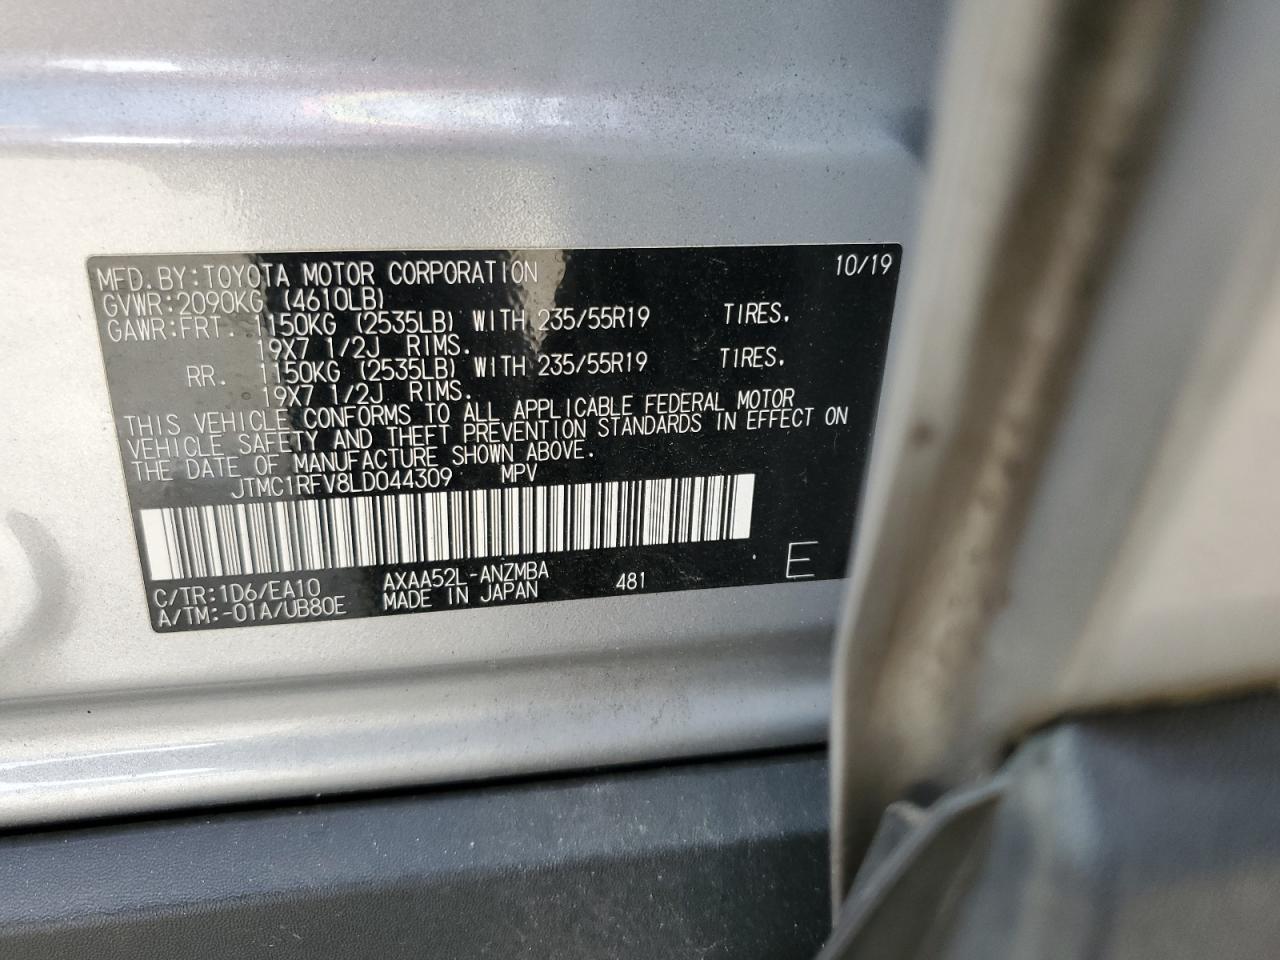 MFD.BY:TOYOTA MOTOR CORPORATION 10/19
GVWR:2090KG (4610LB)
GAWR:FRT. 1150KG (2535LB) WITH 235/55R19 TIRES.
19X7 1/2J RIMS.
RR. 1150KG (2535LB) WITH 235/55R19 TIRES.
19X7 1/2J RIMS.
THIS VEHICLE CONFORMS TO ALL APPLICABLE FEDERAL MOTOR
VEHICLE SAFETY AND THEFT PREVENTION STANDARDS IN EFFECT ON
THE DATE OF MANUFACTURE SHOWN ABOVE.
JTMC1RFV8LD044309 MPV
C/TR:1D6/EA10 AXAA52L-ANZMBA 481 E
A/TM:-01A/UB80E MADE IN JAPAN